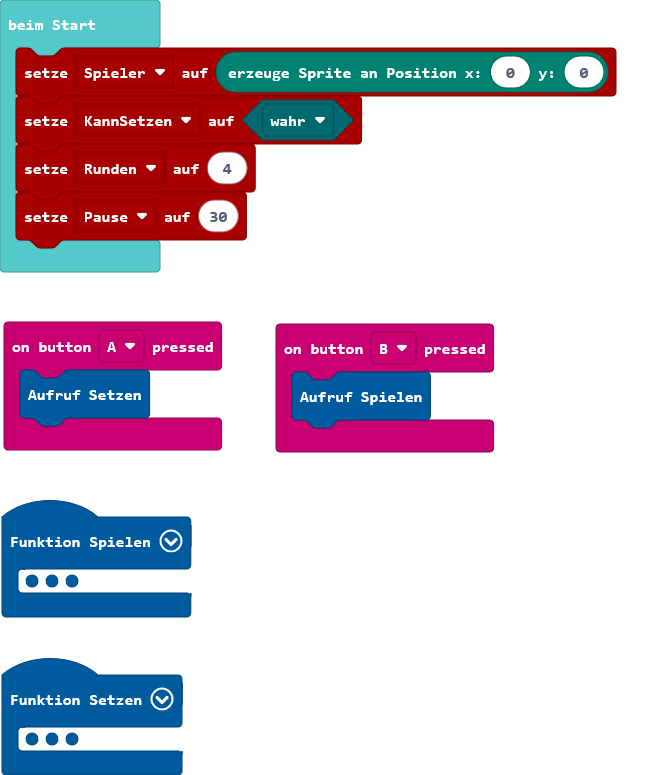 beim Start
setze Spieler auf erzeuge Sprite an Position x: 0 y: 0
setze KannSetzen auf wahr
setze Runden auf 4
setze Pause auf 30
on button A pressed
Aufruf Setzen
on button B pressed
Aufruf Spielen
Funktion Spielen
Funktion Setzen